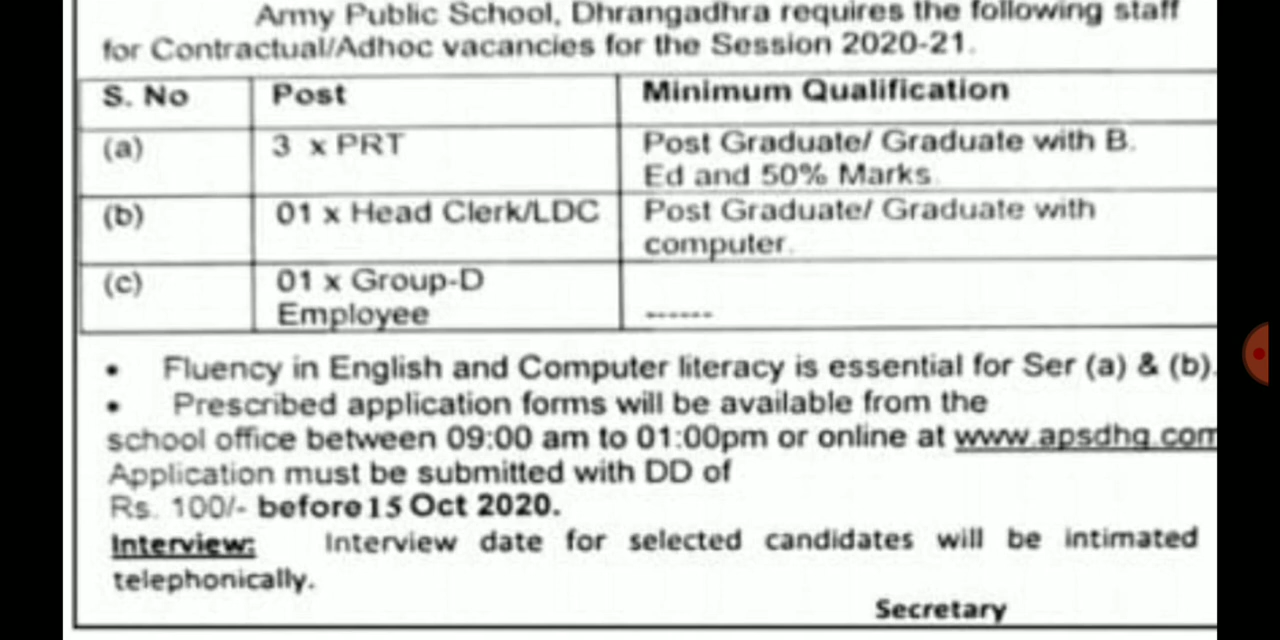 Army Public School, Dhrangadhra requires the following staff
for Contractual/Adhoc vacancies for the Session 2020-21.
S. No Post Minimum Qualification
(a) 3 x PRT Post Graduate/ Graduate with B.
Ed and 50% Marks.
(b) 01 x Head Clerk/LDC Post Graduate/ Graduate with
computer.
(c) 01 x Group-D
Employee ------
• Fluency in English and Computer literacy is essential for Ser (a) & (b).
• Prescribed application forms will be available from the
school office between 09:00 am to 01:00pm or online at www.apsdhg.com
Application must be submitted with DD of
Rs. 100/- before 15 Oct 2020.
Interview: Interview date for selected candidates will be intimated
telephonically.
Secretary